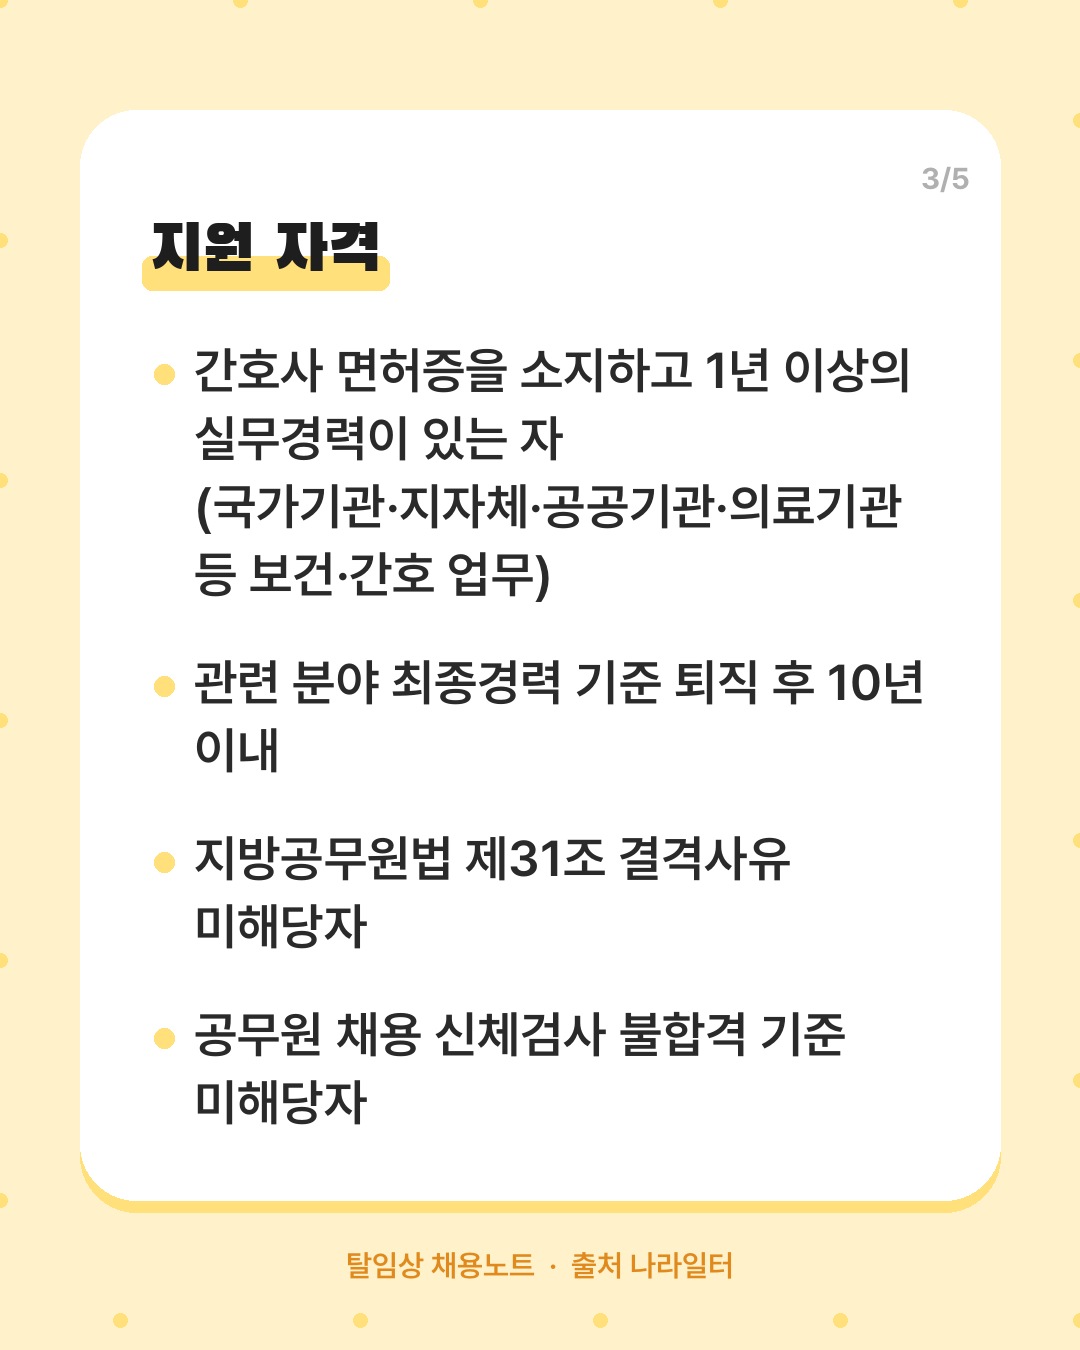 3/5
지원 자격
간호사 면허증을 소지하고 1년 이상의
실무경력이 있는 자
(국가기관·지자체·공공기관·의료기관
등 보건·간호 업무)
관련 분야 최종경력 기준 퇴직 후 10년
이내
지방공무원법 제31조 결격사유
미해당자
공무원 채용 신체검사 불합격 기준
미해당자
탈임상 채용노트 · 출처 나라일터